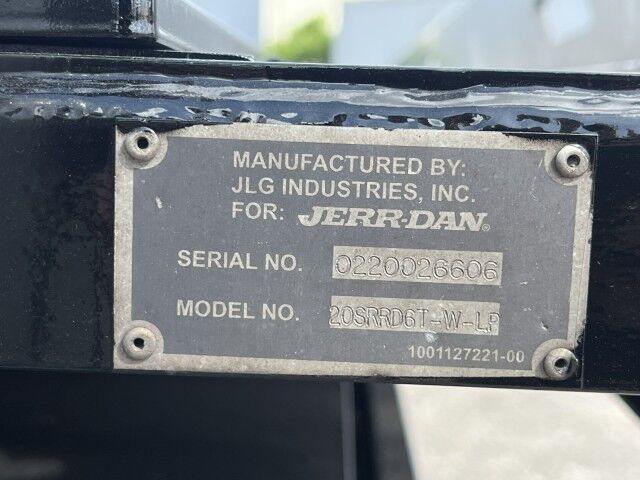 MANUFACTURED BY:
JLG INDUSTRIES, INC.
FOR: JERR-DAN®
SERIAL NO. 0220026606
MODEL NO. 20SRRD6T-W-LP
1001127221-00